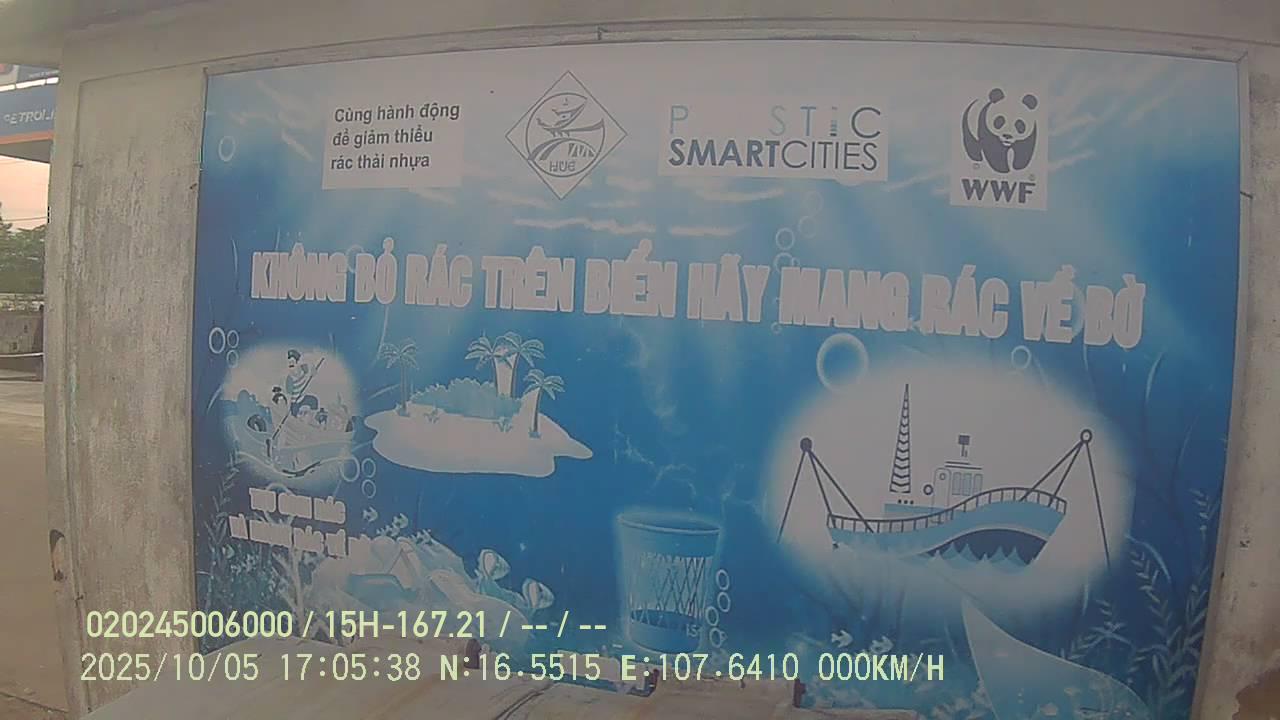 PETROLI
Cùng hành động
để giảm thiểu
rác thải nhựa
HUẾ
P STIC
SMARTCITIES
WWF
KHÔNG BỎ RÁC TRÊN BIỂN HÃY MANG RÁC VỀ BỜ
020245006000 / 15H-167.21 / -- / --
2025/10/05 17:05:38 N:16.5515 E:107.6410 000KM/H